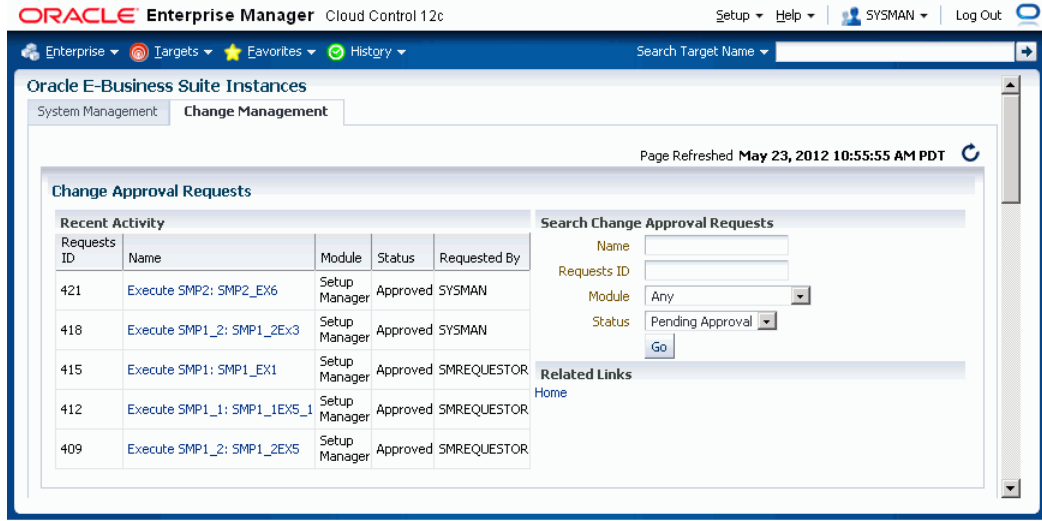 ORACLE Enterprise Manager Cloud Control 12c
Setup Help SYSMAN Log Out
Enterprise Targets Favorites History Search Target Name
Oracle E-Business Suite Instances
System Management Change Management
Page Refreshed May 23, 2012 10:55:55 AM PDT
Change Approval Requests
Recent Activity
Requests ID Name Module Status Requested By
421 Execute SMP2: SMP2_EX6 Setup Manager Approved SYSMAN
418 Execute SMP1_2: SMP1_2Ex3 Setup Manager Approved SYSMAN
415 Execute SMP1: SMP1_EX1 Setup Manager Approved SMREQUESTOR
412 Execute SMP1_1: SMP1_1EX5_1 Setup Manager Approved SMREQUESTOR
409 Execute SMP1_2: SMP1_2EX5 Setup Manager Approved SMREQUESTOR
Search Change Approval Requests
Name
Requests ID
Module Any
Status Pending Approval
Go
Related Links
Home